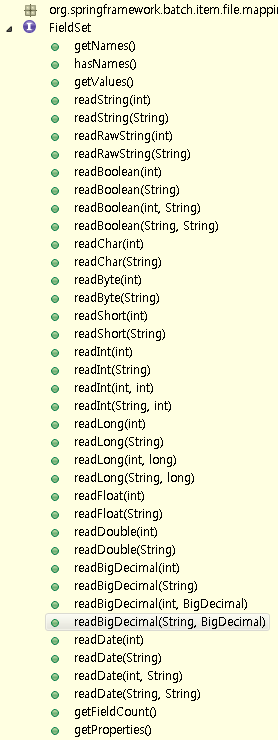 org.springframework.batch.item.file.mappin
FieldSet
getNames()
hasNames()
getValues()
readString(int)
readString(String)
readRawString(int)
readRawString(String)
readBoolean(int)
readBoolean(String)
readBoolean(int, String)
readBoolean(String, String)
readChar(int)
readChar(String)
readByte(int)
readByte(String)
readShort(int)
readShort(String)
readInt(int)
readInt(String)
readInt(int, int)
readInt(String, int)
readLong(int)
readLong(String)
readLong(int, long)
readLong(String, long)
readFloat(int)
readFloat(String)
readDouble(int)
readDouble(String)
readBigDecimal(int)
readBigDecimal(String)
readBigDecimal(int, BigDecimal)
readBigDecimal(String, BigDecimal)
readDate(int)
readDate(String)
readDate(int, String)
readDate(String, String)
getFieldCount()
getProperties()